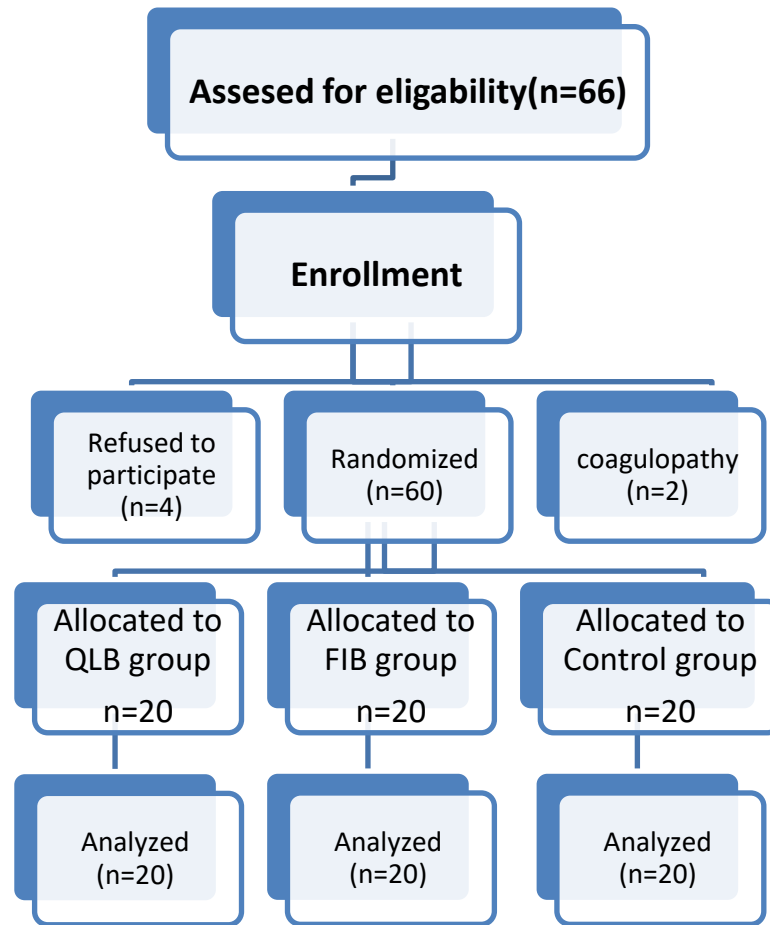 Assesed for eligability(n=66)
Enrollment
Refused to
participate
(n=4)
Randomized
(n=60)
coagulopathy
(n=2)
Allocated to
QLB group
n=20
Allocated to
FIB group
n=20
Allocated to
Control group
n=20
Analyzed
(n=20)
Analyzed
(n=20)
Analyzed
(n=20)